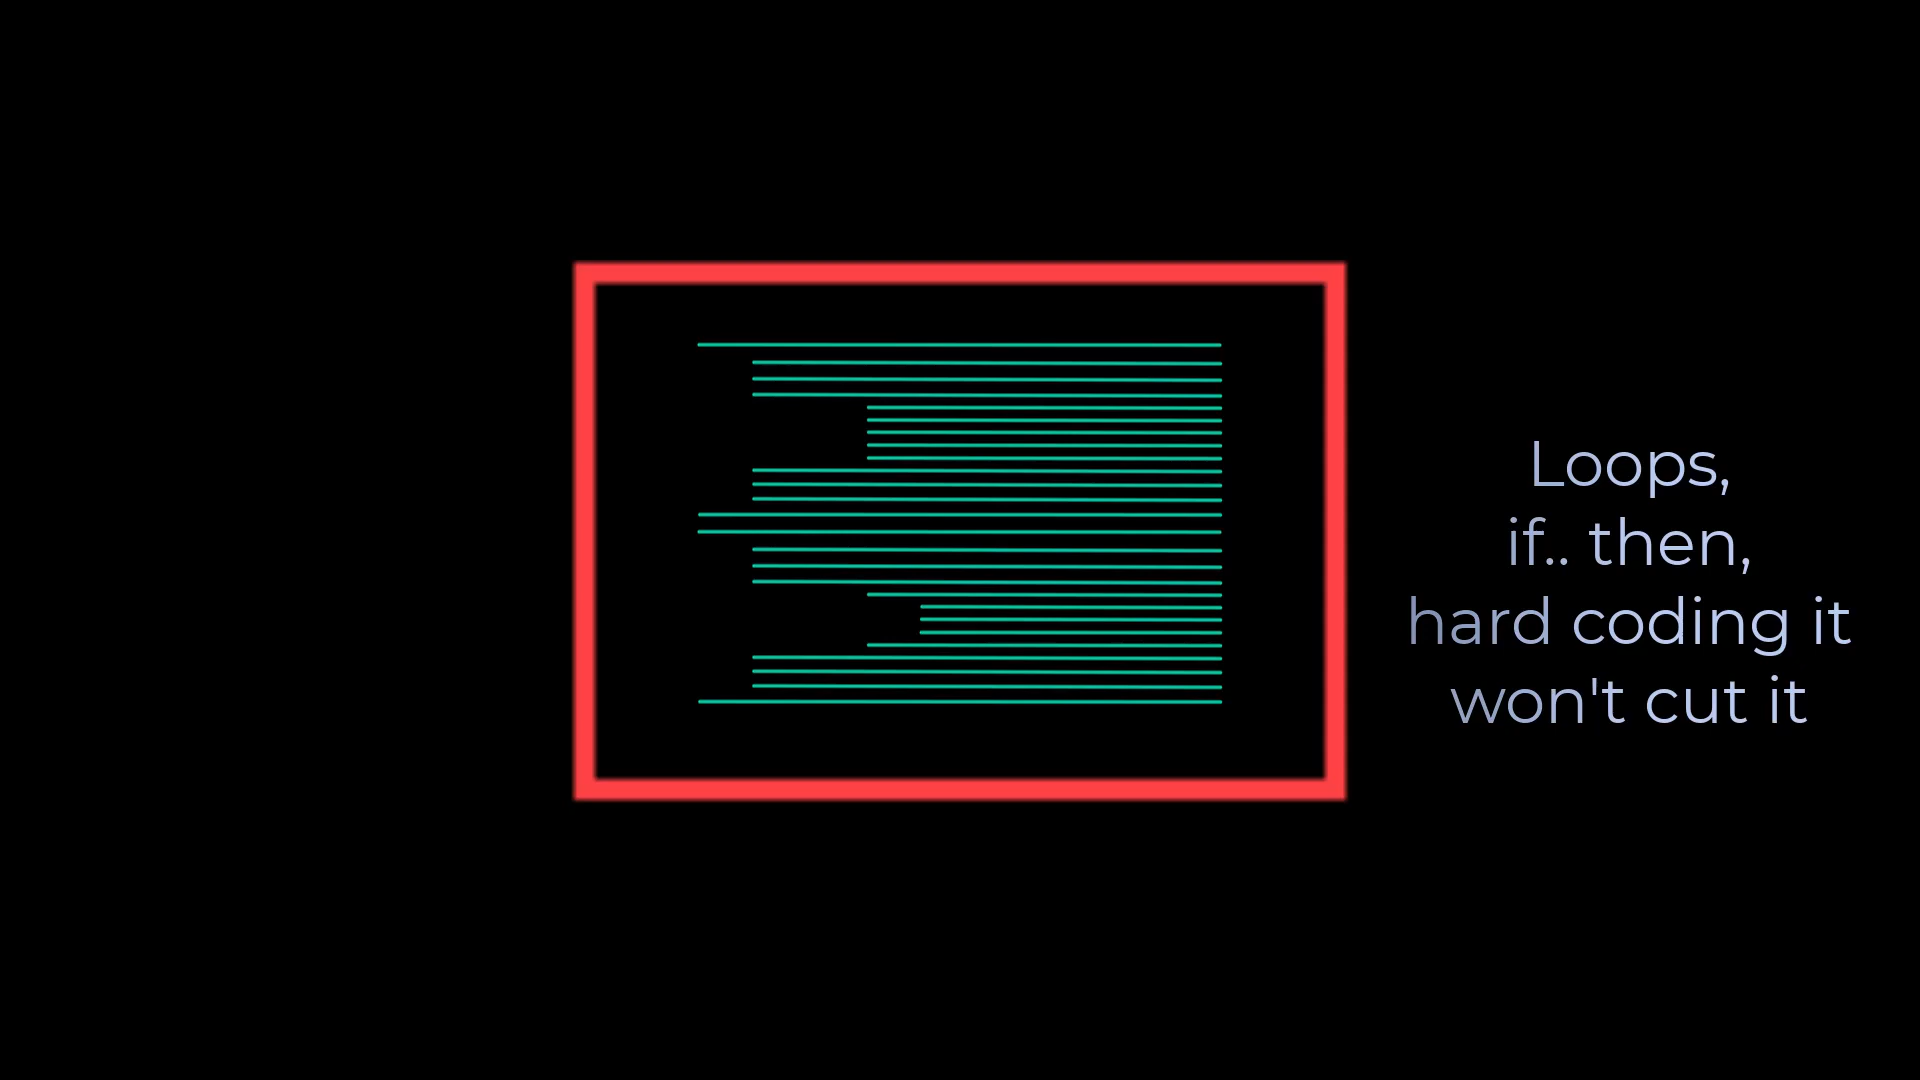 Loops,
if.. then,
hard coding it
won't cut it